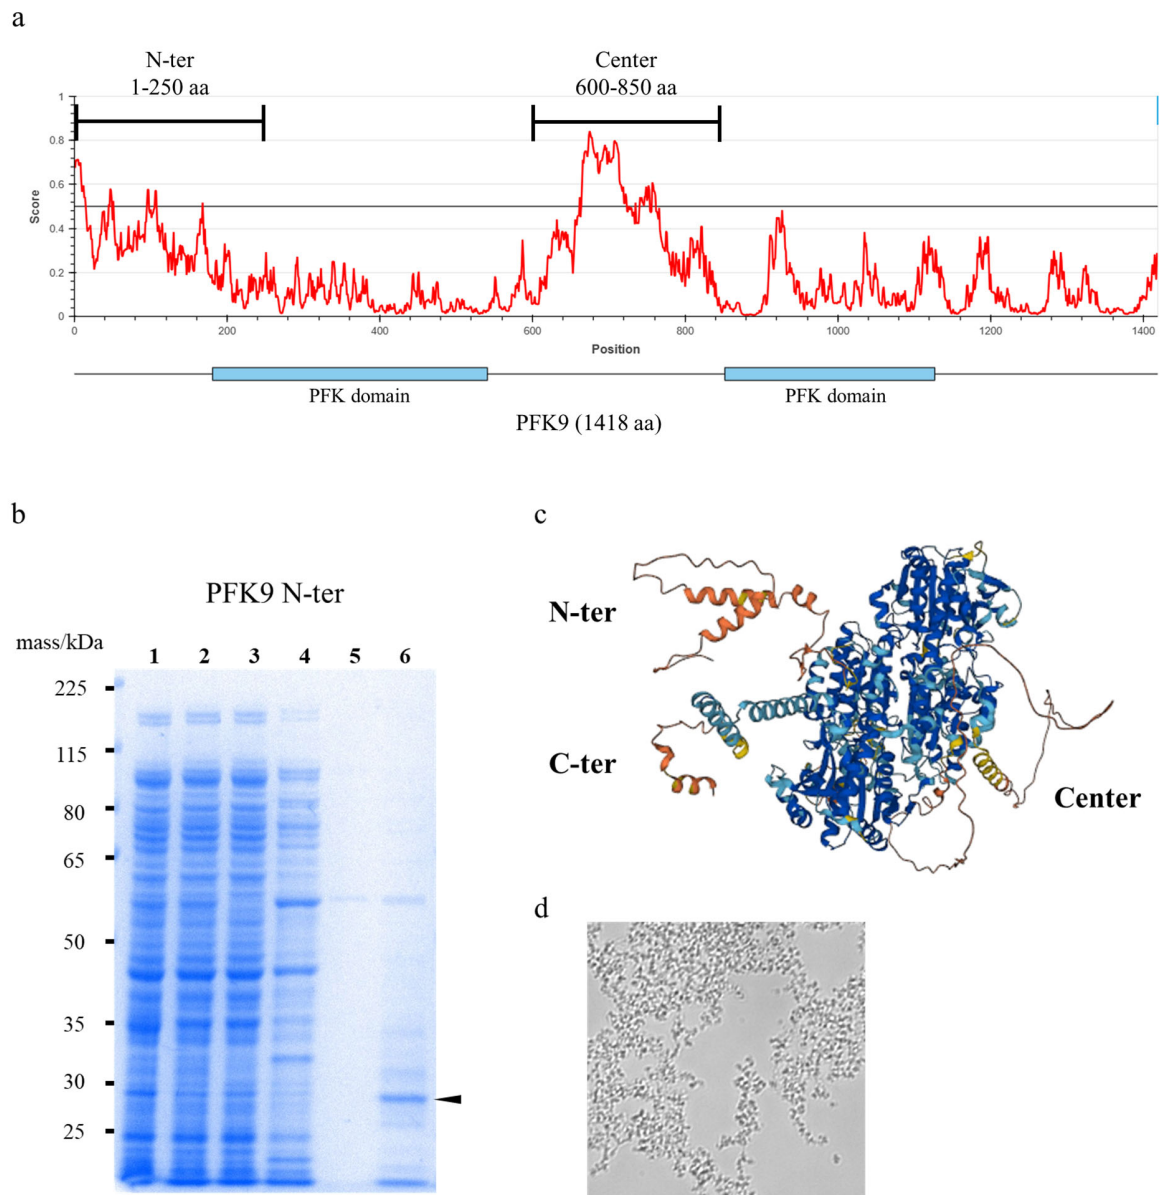 a
N-ter
1-250 aa
Center
600-850 aa
1
0.8
0.6
0.4
0.2
0
Score
0
200
400
600
800
1000
1200
1400
Position
PFK domain
PFK domain
PFK9 (1418 aa)
b
PFK9 N-ter
mass/kDa
1 2 3 4 5 6
225
115
80
65
50
35
30
25
c
N-ter
C-ter
Center
d